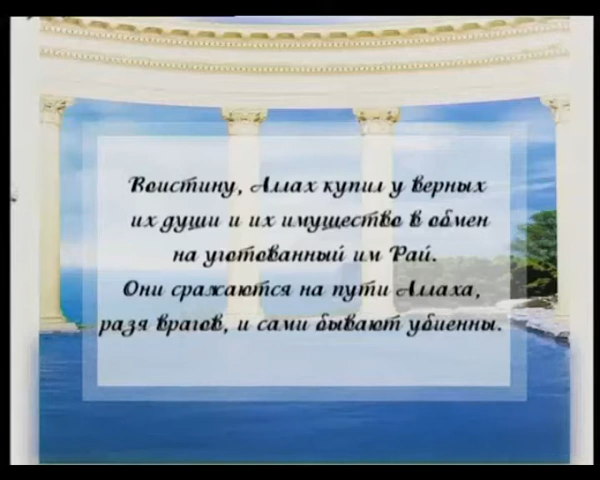 Воистину, Аллах купил у верных
их души и их имущество в обмен
на уготованный им Рай.
Они сражаются на пути Аллаха,
разя врагов, и сами бывают убиенны.